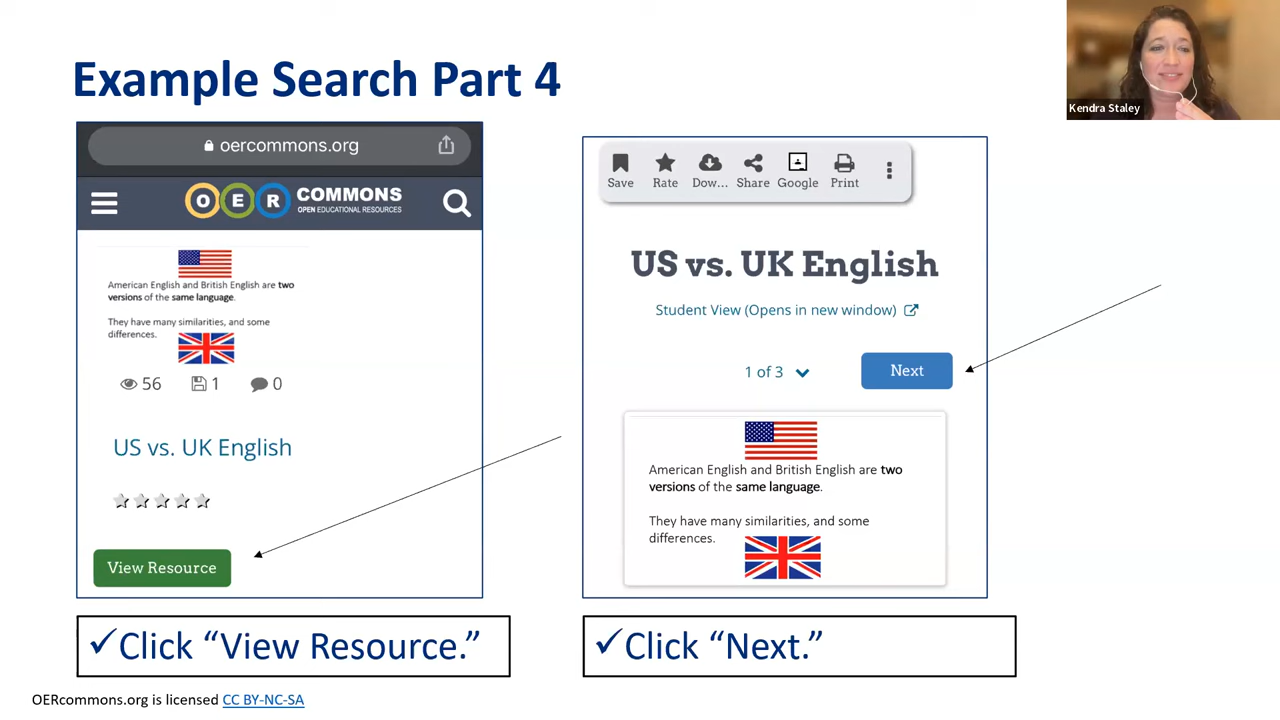 Example Search Part 4
Kendra Staley
oercommons.org
O E R COMMONS
OPEN EDUCATIONAL RESOURCES
American English and British English are two
versions of the same language.
They have many similarities, and some
differences.
56 1 0
US vs. UK English
View Resource
✓Click “View Resource.”
Save Rate Dow... Share Google Print
US vs. UK English
Student View (Opens in new window)
1 of 3 Next
American English and British English are two
versions of the same language.
They have many similarities, and some
differences.
✓Click “Next.”
OERcommons.org is licensed CC BY-NC-SA